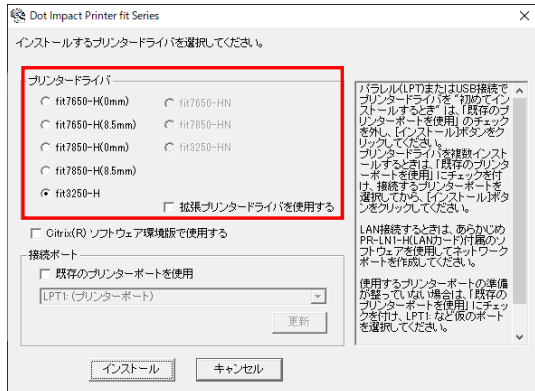 Dot Impact Printer fit Series
インストールするプリンタードライバを選択してください。
プリンタードライバ
fit7650-H(0mm)
fit7650-HN
fit7650-H(8.5mm)
fit7850-HN
fit7850-H(0mm)
fit3250-HN
fit7850-H(8.5mm)
fit3250-H
拡張プリンタードライバを使用する
Citrix(R) ソフトウェア環境版で使用する
接続ポート
既存のプリンターポートを使用
LPT1: (プリンターポート)
更新
インストール
キャンセル
パラレル(LPT)またはUSB接続で
プリンタードライバを "初めてイン
ストールするとき" は、「既存のプ
リンターポートを使用」 のチェック
を外し、[インストール]ボタンをク
リックしてください。
プリンタードライバを複数インスト
ールするときは、「既存のプリンタ
ーポートを使用」にチェックを付
け、接続するプリンターポートを
選択してから、[インストール]ボタ
ンをクリックしてください。
LAN接続するときは、あらかじめ
PR-LN1-H(LANカード)付属のソ
フトウェアを使用してネットワーク
ポートを作成してください。
使用するプリンターポートの準備
が整っていない場合は、「既存の
プリンターポートを使用」にチェッ
クを付け、LPT1: など仮のポート
を選択してください。